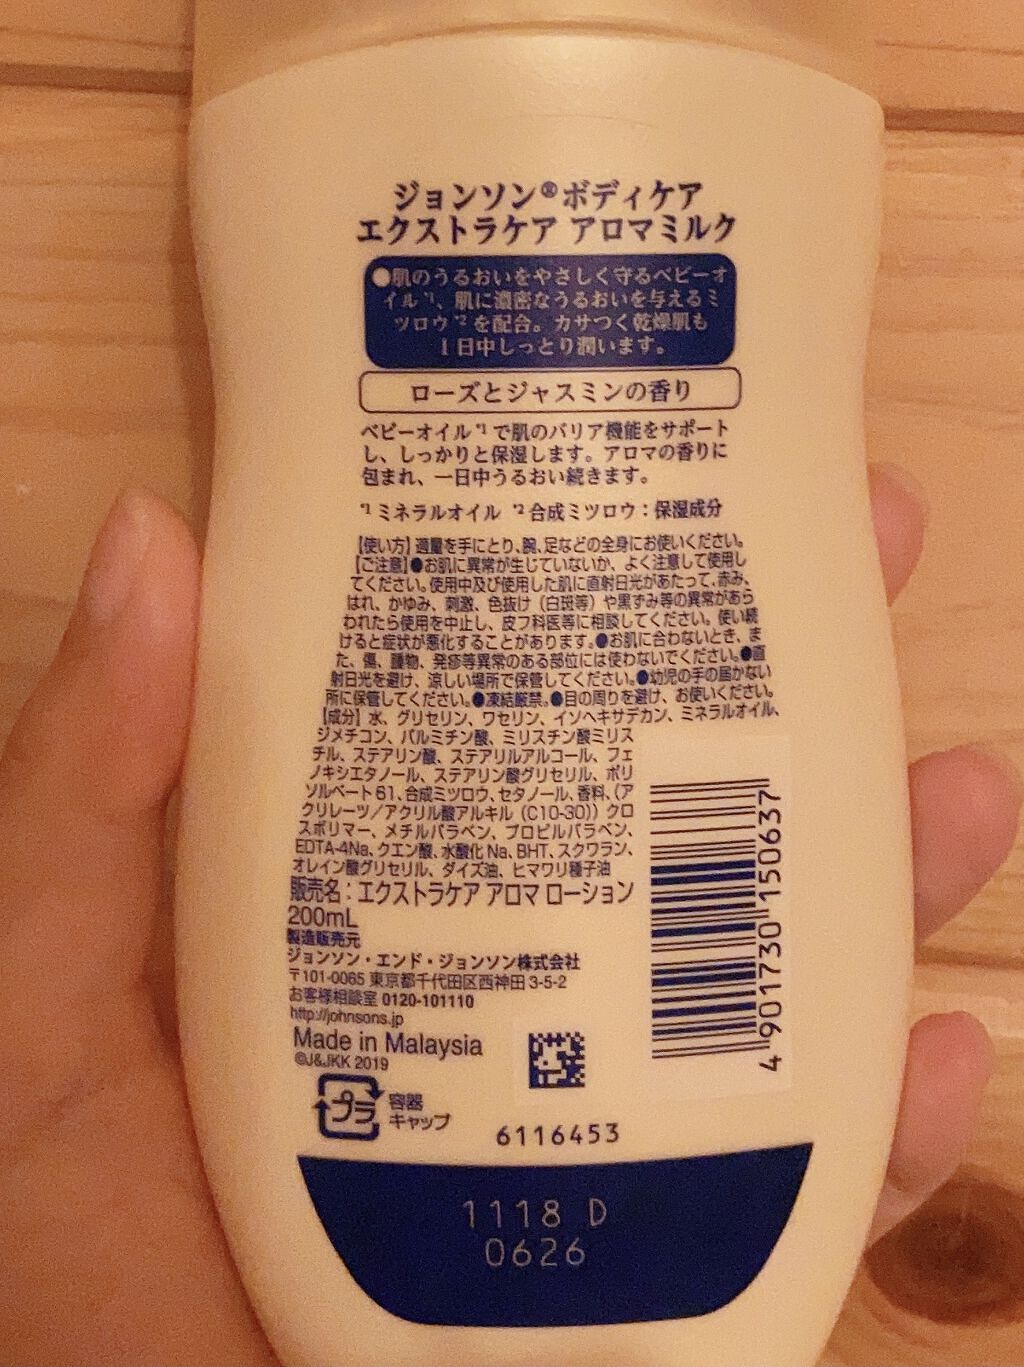 ジョンソン®ボディケア
エクストラケア アロマミルク
●肌のうるおいをやさしく守るベビーオ
イル*1、肌に濃密なうるおいを与えるミ
ツロウ*2を配合。カサつく乾燥肌も
1日中しっとり潤います。
ローズとジャスミンの香り
ベビーオイル*1で肌のバリア機能をサポート
し、しっかりと保湿します。アロマの香りに
包まれ、一日中うるおい続きます。
*1ミネラルオイル *2合成ミツロウ：保湿成分
【使い方】適量を手にとり、腕、足などの全身にお使いください。
【ご注意】●お肌に異常が生じていないか、よく注意して使用し
てください。使用中及び使用した肌に直射日光があたって、赤み、
はれ、かゆみ、刺激、色抜け（白斑等）や黒ずみ等の異常があら
われたら使用を中止し、皮フ科医等に相談してください。使い続
けると症状が悪化することがあります。●お肌に合わないとき、ま
た、傷、腫物、発疹等異常のある部位には使わないでください。●直
射日光を避け、涼しい場所で保管してください。●幼児の手の届かない
所に保管してください。●凍結厳禁。●目の周りを避け、お使いください。
【成分】水、グリセリン、ワセリン、イソヘキサデカン、ミネラルオイル、
ジメチコン、パルミチン酸、ミリスチン酸ミリス
チル、ステアリン酸、ステアリルアルコール、フェ
ノキシエタノール、ステアリン酸グリセリル、ポリ
ソルベート61、合成ミツロウ、セタノール、香料、（ア
クリレーツ／アクリル酸アルキル（C10-30））クロ
スポリマー、メチルパラベン、プロピルパラベン、
EDTA-4Na、クエン酸、水酸化Na、BHT、スクワラン、
オレイン酸グリセリル、ダイズ油、ヒマワリ種子油
販売名：エクストラケア アロマ ローション
200mL
製造販売元
ジョンソン・エンド・ジョンソン株式会社
〒101-0065 東京都千代田区西神田 3-5-2
お客様相談室 0120-101110
http://johnsons.jp
Made in Malaysia
©J&JKK 2019
プラ
容器
キャップ
4901730150637
6116453
1118 D
0626